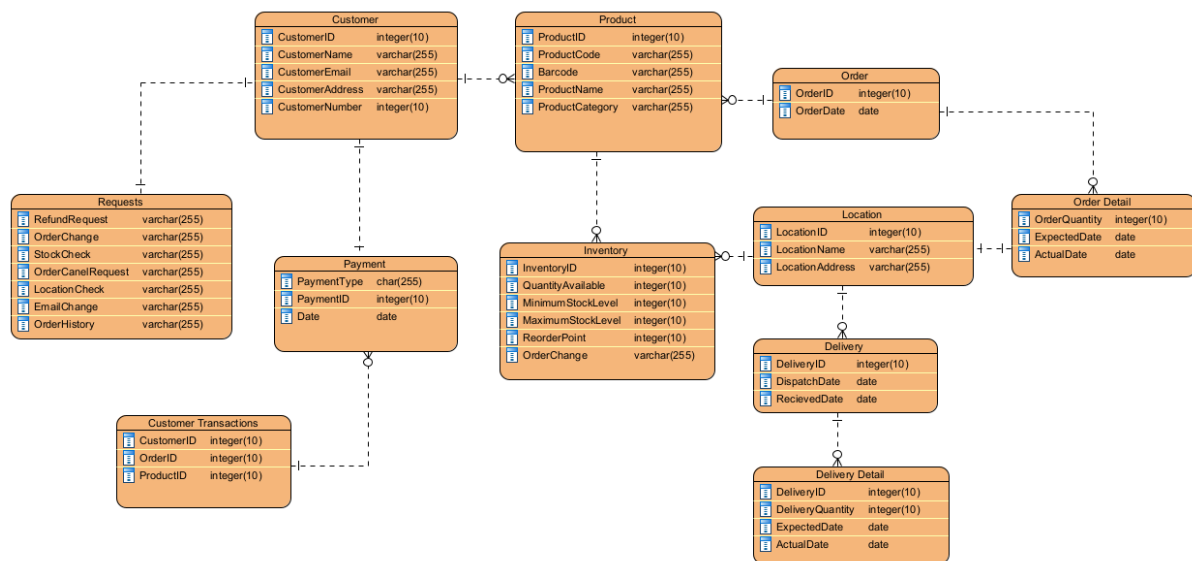 Customer
CustomerID integer(10)
CustomerName varchar(255)
CustomerEmail varchar(255)
CustomerAddress varchar(255)
CustomerNumber integer(10)
Product
ProductID integer(10)
ProductCode varchar(255)
Barcode varchar(255)
ProductName varchar(255)
ProductCategory varchar(255)
Order
OrderID integer(10)
OrderDate date
Requests
RefundRequest varchar(255)
OrderChange varchar(255)
StockCheck varchar(255)
OrderCanelRequest varchar(255)
LocationCheck varchar(255)
EmailChange varchar(255)
OrderHistory varchar(255)
Payment
PaymentType char(255)
PaymentID integer(10)
Date date
Inventory
InventoryID integer(10)
QuantityAvailable integer(10)
MinimumStockLevel integer(10)
MaximumStockLevel integer(10)
ReorderPoint integer(10)
OrderChange varchar(255)
Location
LocationID integer(10)
LocationName varchar(255)
LocationAddress varchar(255)
Order Detail
OrderQuantity integer(10)
ExpectedDate date
ActualDate date
Delivery
DeliveryID integer(10)
DispatchDate date
RecievedDate date
Customer Transactions
CustomerID integer(10)
OrderID integer(10)
ProductID integer(10)
Delivery Detail
DeliveryID integer(10)
DeliveryQuantity integer(10)
ExpectedDate date
ActualDate date